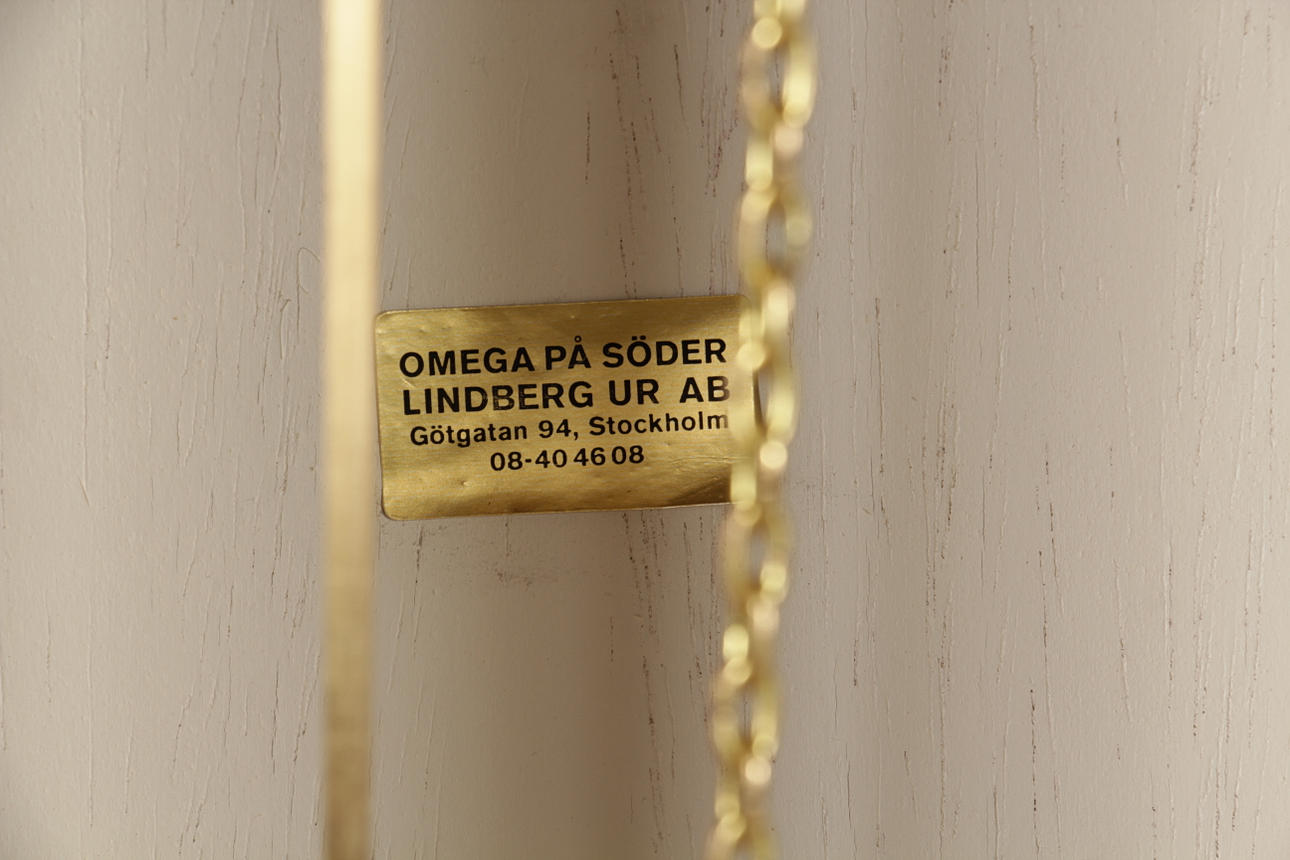 OMEGA PÅ SÖDER
LINDBERG UR AB
Götgatan 94, Stockholm
08-40 46 08